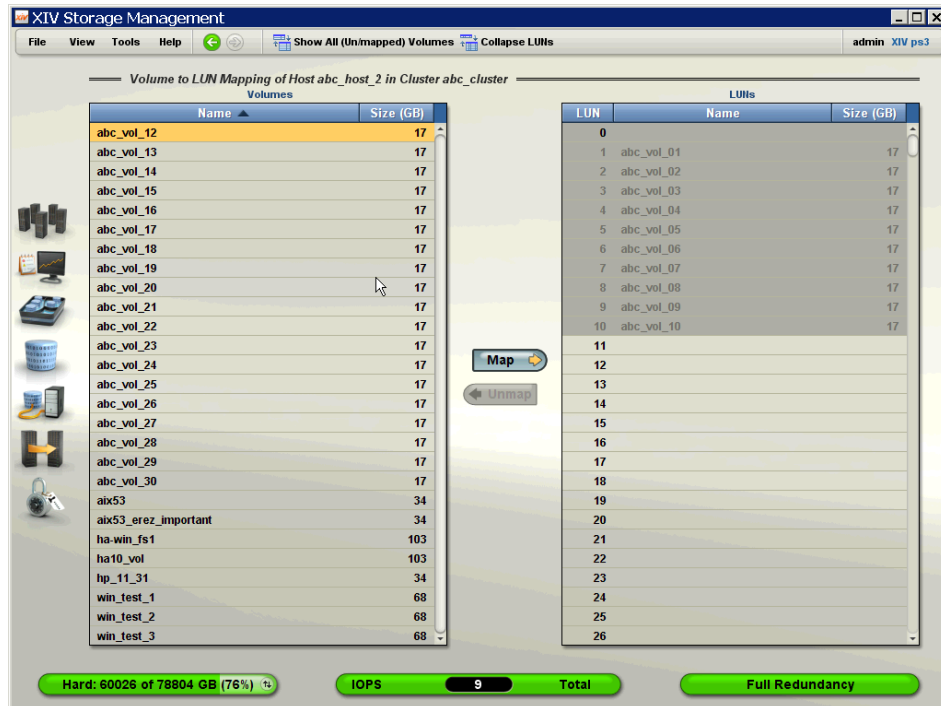 XIV XIV Storage Management
File View Tools Help Show All (Un/mapped) Volumes Collapse LUNs admin XIV ps3
Volume to LUN Mapping of Host abc_host_2 in Cluster abc_cluster
Volumes
Name Size (GB)
abc_vol_12 17
abc_vol_13 17
abc_vol_14 17
abc_vol_15 17
abc_vol_16 17
abc_vol_17 17
abc_vol_18 17
abc_vol_19 17
abc_vol_20 17
abc_vol_21 17
abc_vol_22 17
abc_vol_23 17
abc_vol_24 17
abc_vol_25 17
abc_vol_26 17
abc_vol_27 17
abc_vol_28 17
abc_vol_29 17
abc_vol_30 17
aix53 34
aix53_erez_important 34
ha-win_fs1 103
ha10_vol 103
hp_11_31 34
win_test_1 68
win_test_2 68
win_test_3 68
Map
Unmap
LUNs
LUN Name Size (GB)
0
1 abc_vol_01 17
2 abc_vol_02 17
3 abc_vol_03 17
4 abc_vol_04 17
5 abc_vol_05 17
6 abc_vol_06 17
7 abc_vol_07 17
8 abc_vol_08 17
9 abc_vol_09 17
10 abc_vol_10 17
11
12
13
14
15
16
17
18
19
20
21
22
23
24
25
26
Hard: 60026 of 78804 GB (76%) IOPS 9 Total Full Redundancy